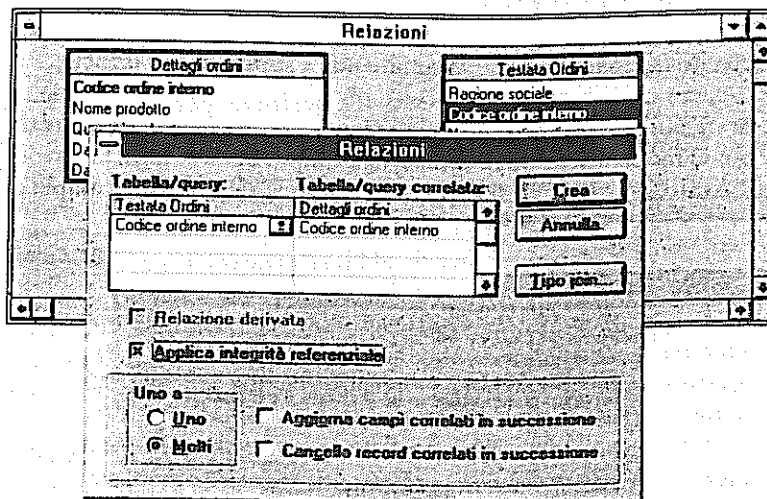 Relazioni
Dettagli ordini
Codice ordine interno
Nome prodotto
Testata Ordini
Ragione sociale
Codice ordine interno
Relazioni
Tabella/query: Tabella/query correlata:
Testata Ordini Dettagli ordini
Codice ordine interno Codice ordine interno
Crea
Annulla
Tipo join...
Relazione derivata
Applica integrità referenziale
Uno a
Uno
Molti
Aggiorna campi correlati in successione
Cancella record correlati in successione